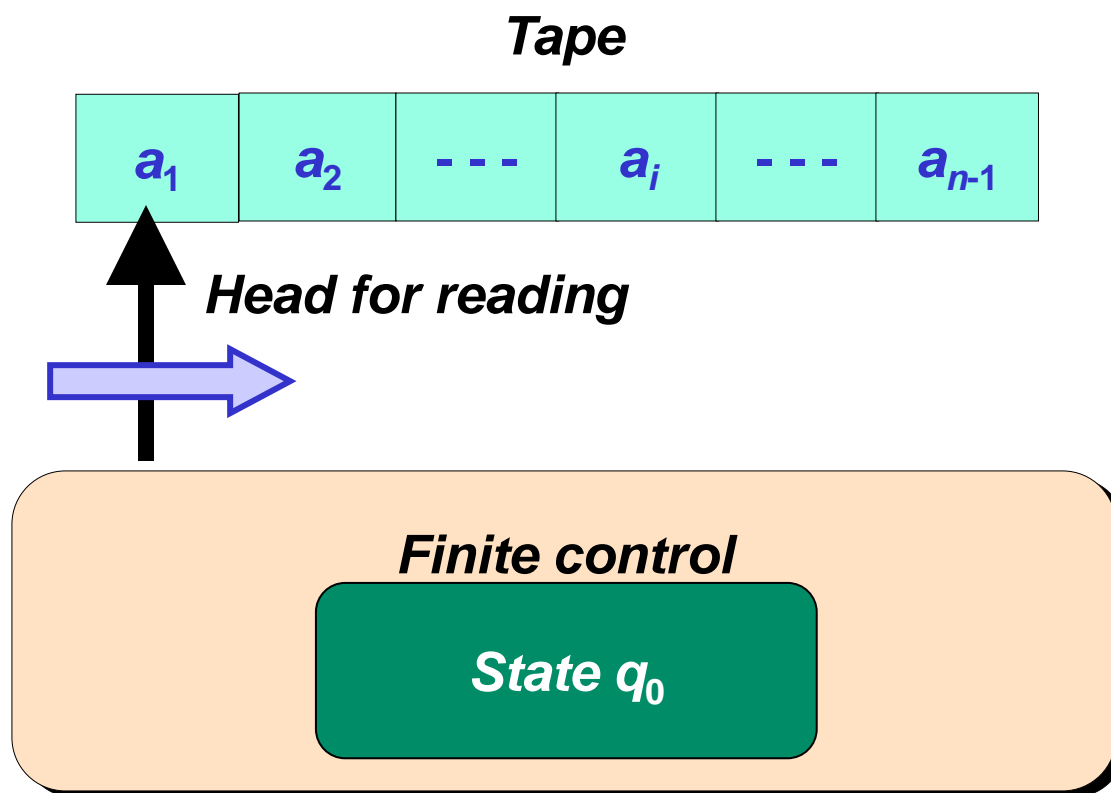 Tape
a₁ a₂ - - - aᵢ - - - aₙ₋₁
Head for reading
Finite control
State q₀